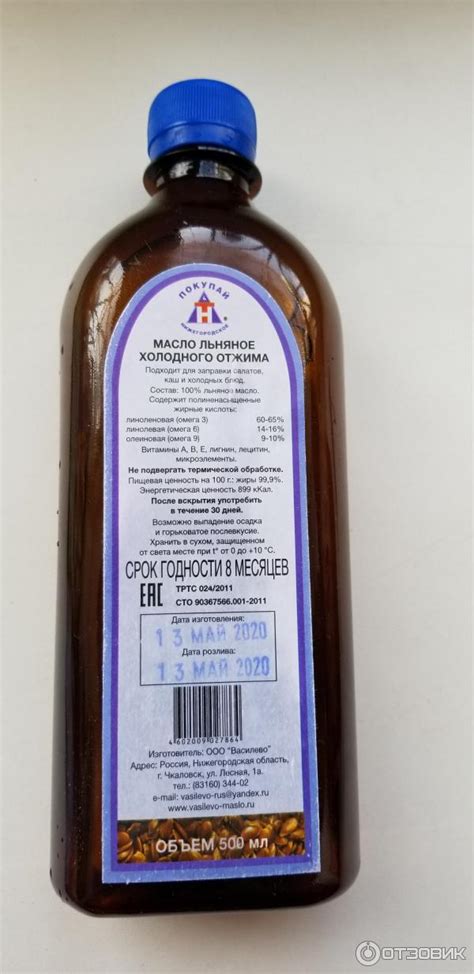 ПОКУПАЙ
НИЖЕГОРОДСКОЕ
МАСЛО ЛЬНЯНОЕ
ХОЛОДНОГО ОТЖИМА
Подходит для заправки салатов,
каш и холодных блюд.
Состав: 100% льняное масло.
Содержит полиненасыщенные
жирные кислоты:
линоленовая (омега 3) 60-65%
линолевая (омега 6) 14-16%
олеиновая (омега 9) 9-10%
Витамины А, В, Е, лигнин, лецитин,
микроэлементы.
Не подвергать термической обработке.
Пищевая ценность на 100 г.: жиры 99,9%.
Энергетическая ценность 899 кКал.
После вскрытия употребить
в течение 30 дней.
Возможно выпадение осадка
и горьковатое послевкусие.
Хранить в сухом, защищенном
от света месте при t° от 0 до +10 °С.
СРОК ГОДНОСТИ 8 МЕСЯЦЕВ
ЕАС ТРТС 024/2011
СТО 90367566.001-2011
Дата изготовления:
1 3 МАЙ 2020
Дата розлива:
1 3 МАЙ 2020
4602009027864
Изготовитель: ООО "Василево"
Адрес: Россия, Нижегородская область,
г. Чкаловск, ул. Лесная, 1а.
тел.: (83160) 344-02
e-mail: vasilevo-rus@yandex.ru
www.vasilevo-maslo.ru
ОБЪЕМ 500 мл
ОТЗОВИК